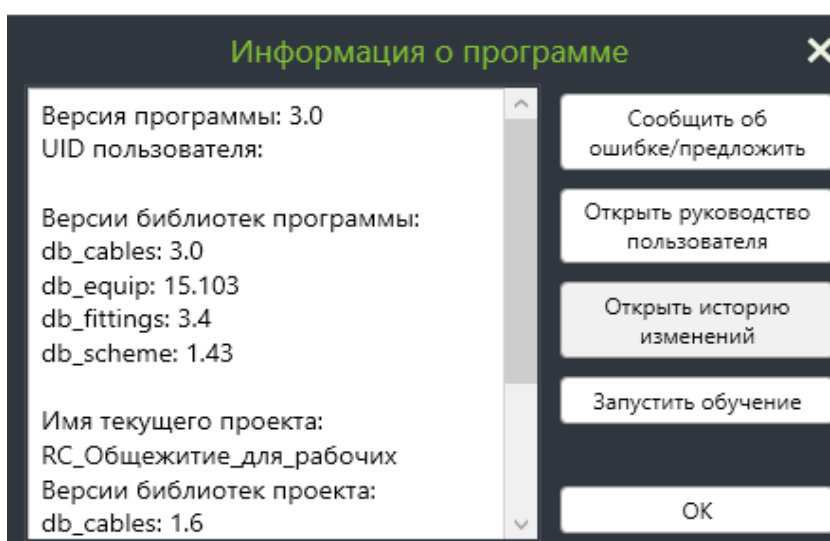 Информация о программе
Версия программы: 3.0
UID пользователя:
Версии библиотек программы:
db_cables: 3.0
db_equip: 15.103
db_fittings: 3.4
db_scheme: 1.43
Имя текущего проекта:
RC_Общежитие_для_рабочих
Версии библиотек проекта:
db_cables: 1.6
Сообщить об
ошибке/предложить
Открыть руководство
пользователя
Открыть историю
изменений
Запустить обучение
OK